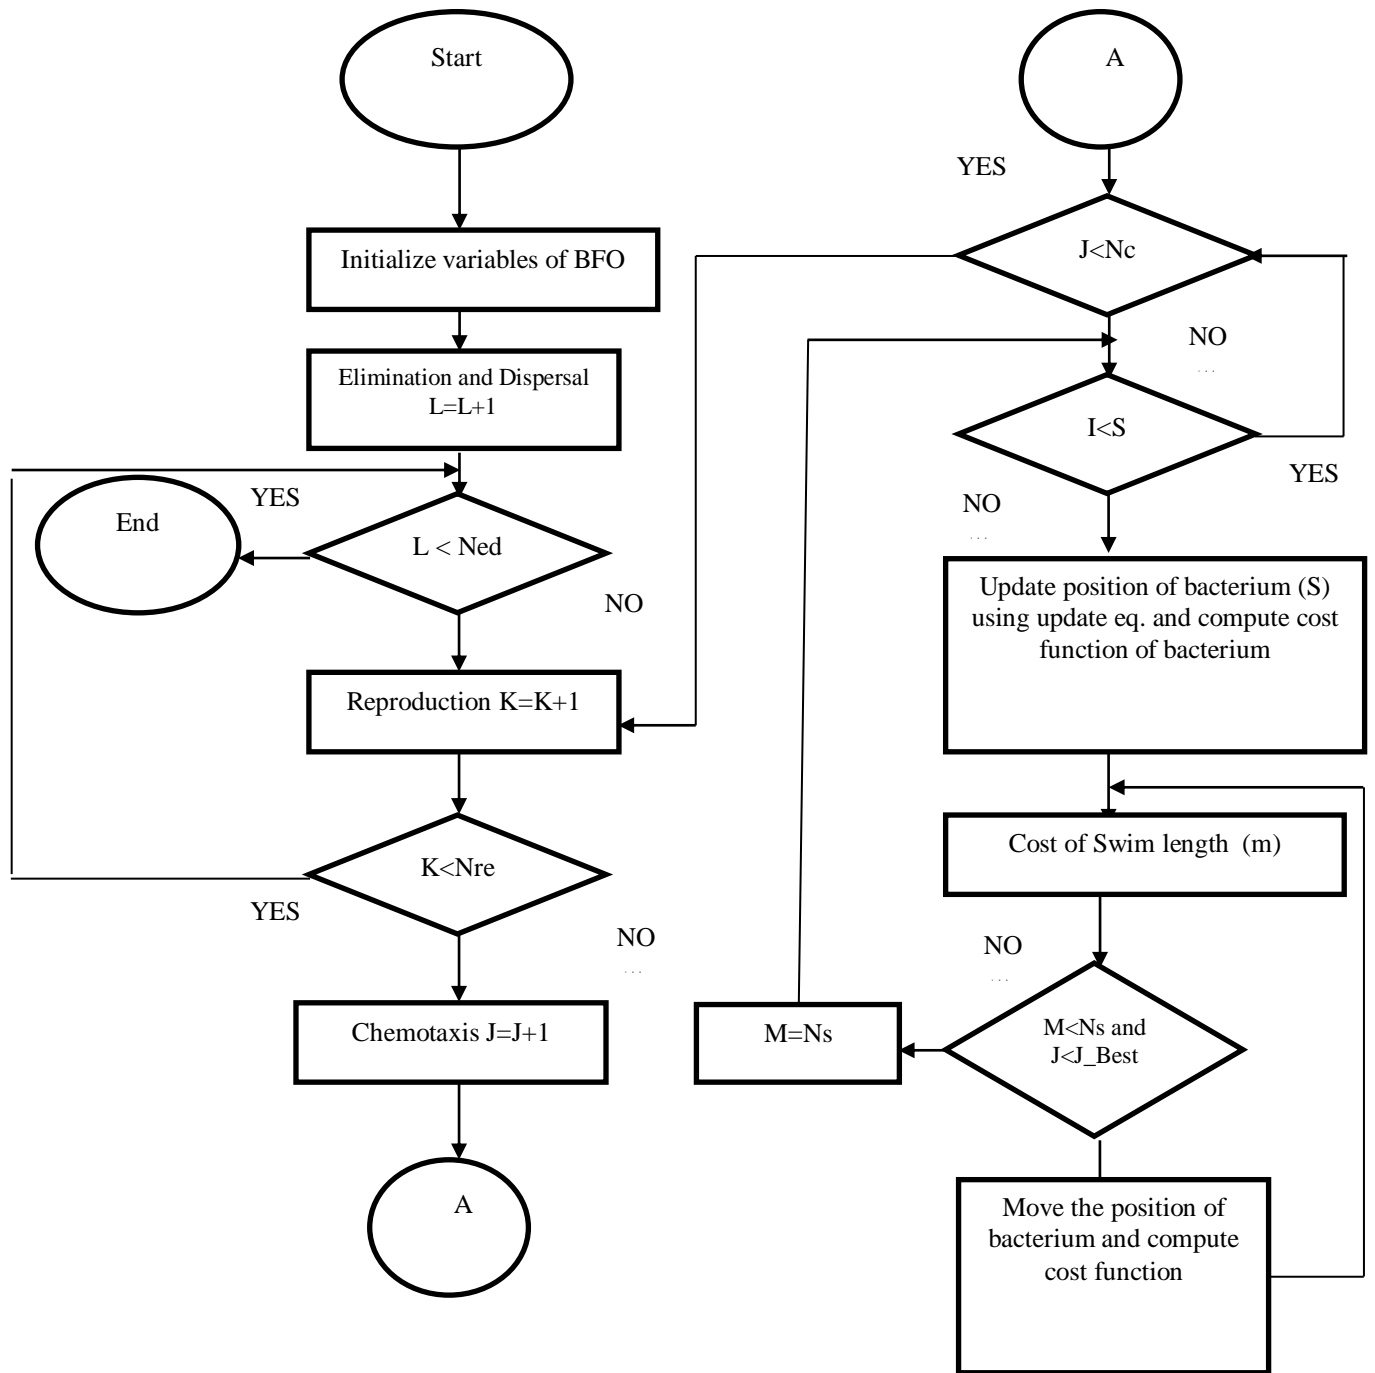 Start
Initialize variables of BFO
Elimination and Dispersal
L=L+1
YES
End
L < Ned
NO
Reproduction K=K+1
K<Nre
YES
NO
...
Chemotaxis J=J+1
A
A
YES
J<Nc
NO
...
I<S
YES
NO
...
Update position of bacterium (S)
using update eq. and compute cost
function of bacterium
Cost of Swim length (m)
NO
...
M=Ns
M<Ns and
J<J_Best
Move the position of
bacterium and compute
cost function